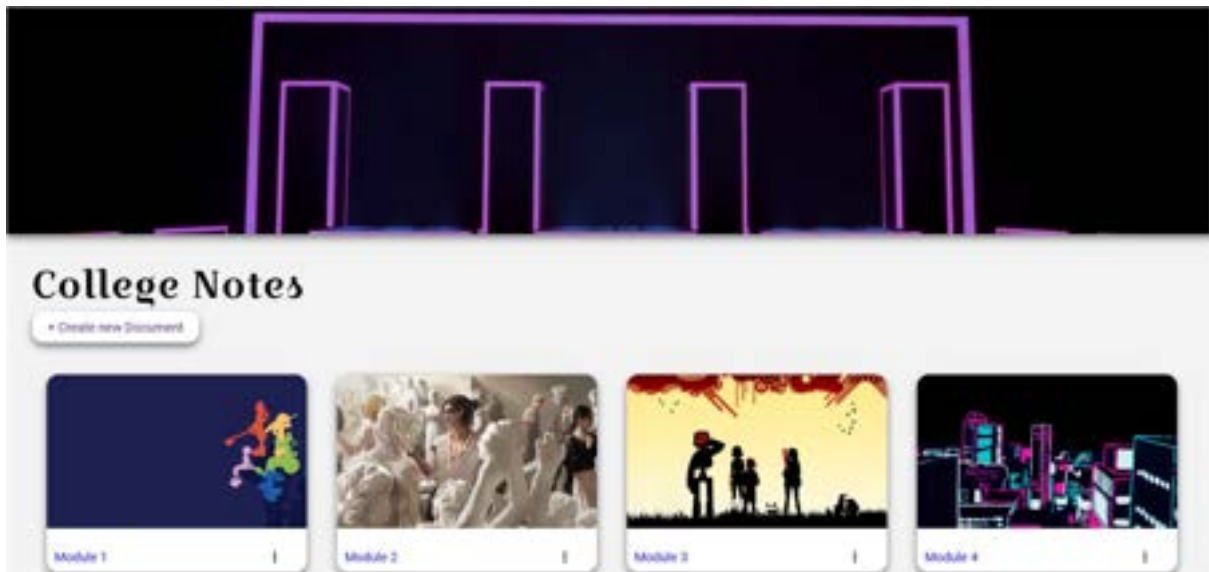 College Notes
+ Create new Document
Module 1
Module 2
Module 3
Module 4